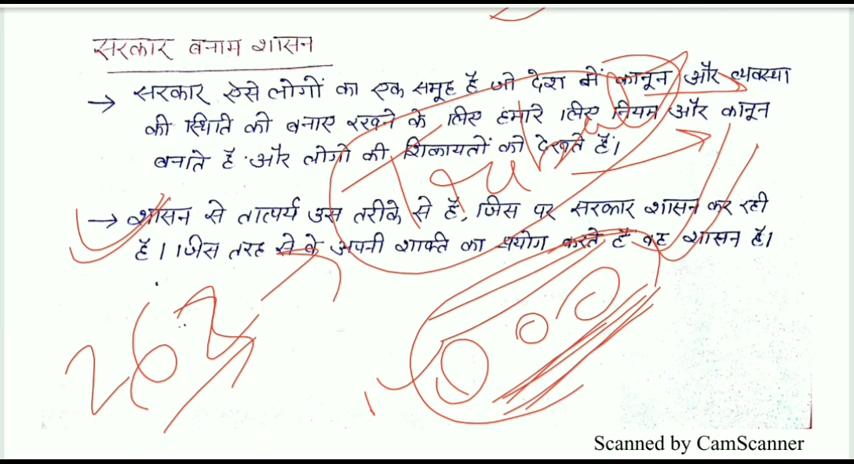 सरकार बनाम शासन
→ सरकार ऐसे लोगों का एक समूह है जो देश में कानून और व्यवस्था
की स्थिति को बनाए रखने के लिए हमारे लिए नियम और कानून
बनाते है और लोगो की शिकायतों को देखते हैं।
→ शासन से तात्पर्य उस तरीके से है, जिस पर सरकार शासन कर रही
है। जिस तरह से वे अपनी शक्ति का प्रयोग करते है वह शासन है।
Scanned by CamScanner